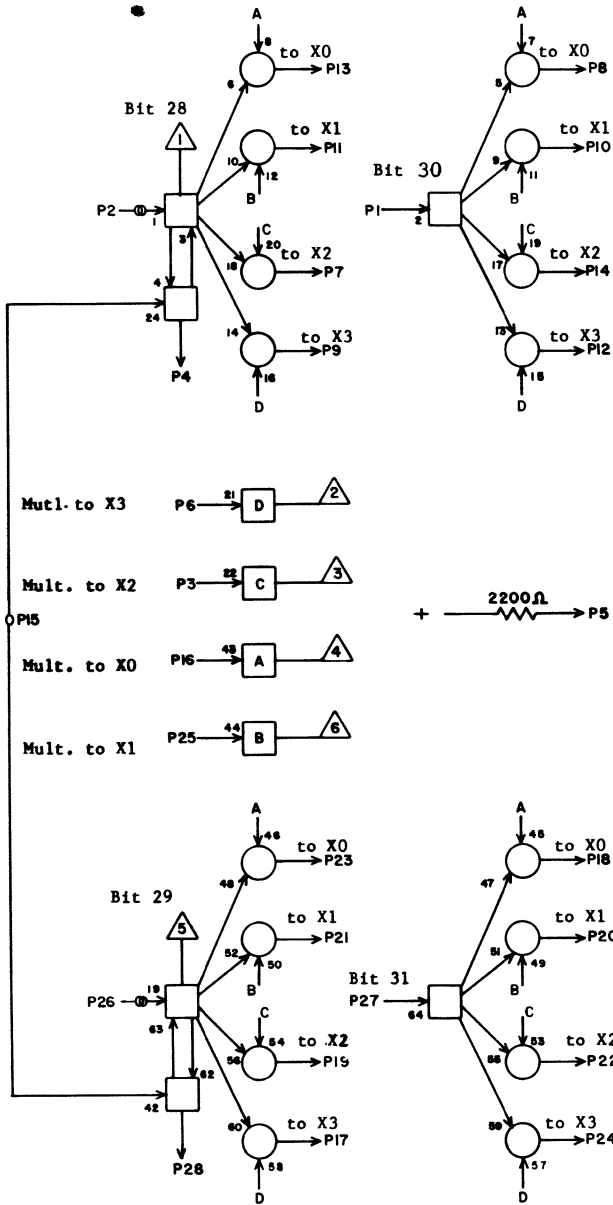 A
A
8
7
to X0
to X0
6
P13
5
P8
Bit 28
1
to X1
to X1
10
P11
Bit 30
9
P10
12
11
B
B
P2
1
P1
2
3
C
C
20
19
to X2
to X2
18
P7
17
P14
4
24
14
to X3
13
to X3
P9
P12
16
15
P4
D
D
Mutl. to X3
P6
21
D
2
Mult. to X2
P3
22
C
3
2200Ω
+
P5
P15
Mult. to X0
P16
43
A
4
Mult. to X1
P25
44
B
6
A
A
46
45
to X0
to X0
48
P23
47
P18
Bit 29
5
to X1
to X1
52
P21
51
P20
50
49
B
Bit 31
B
P26
19
P27
64
63
C
C
54
53
to X2
to X2
56
P19
55
P22
62
42
60
to X3
59
to X3
P17
P24
58
57
P28
D
D